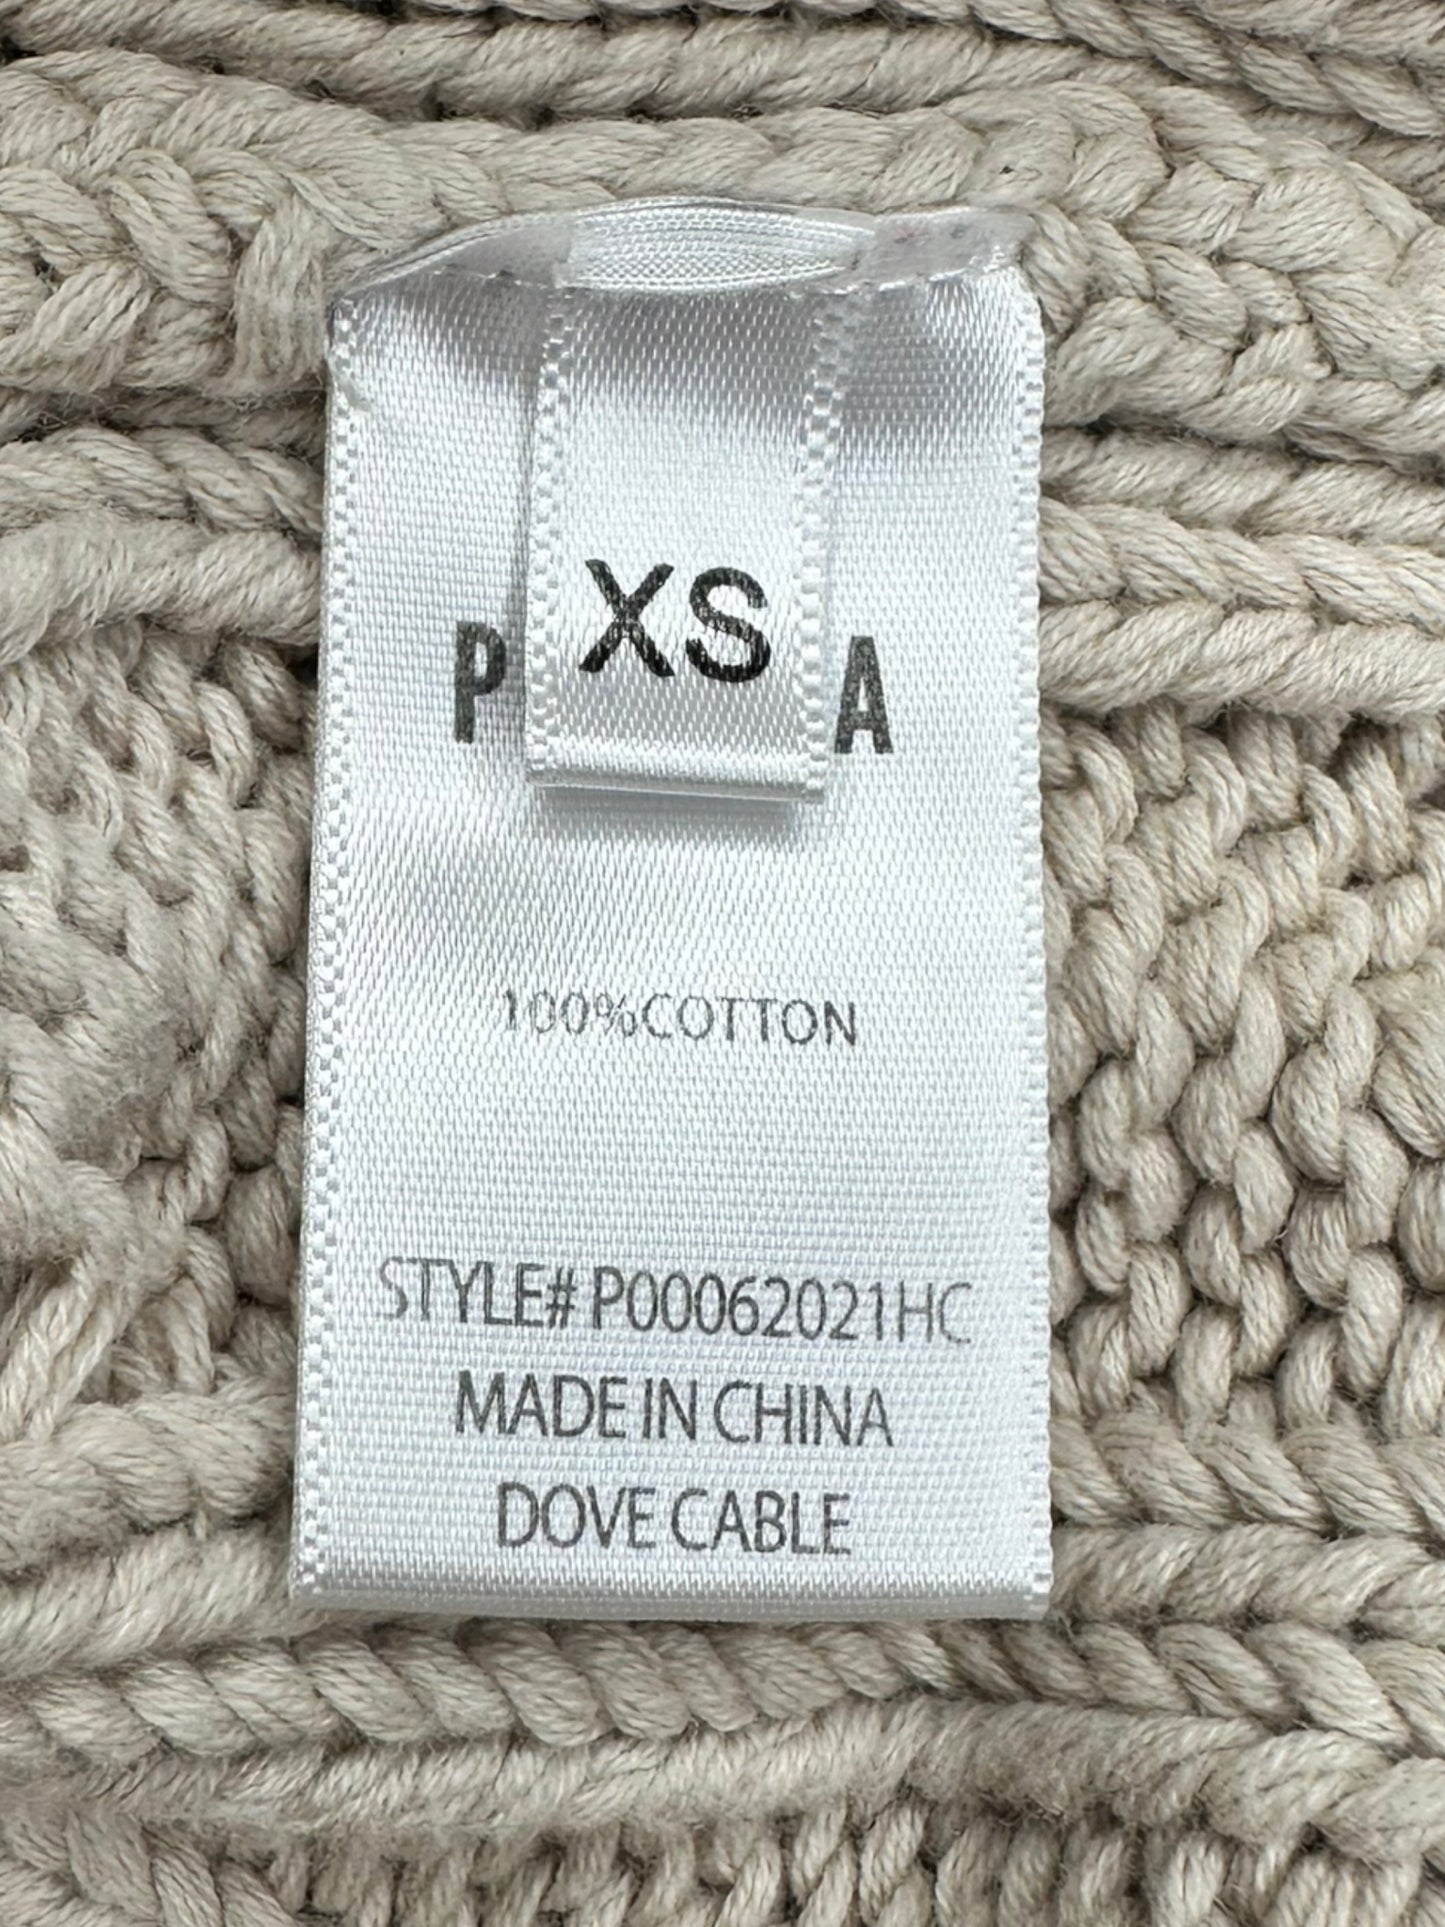 XS
P A
100%COTTON
STYLE# P00062021HC
MADE IN CHINA
DOVE CABLE